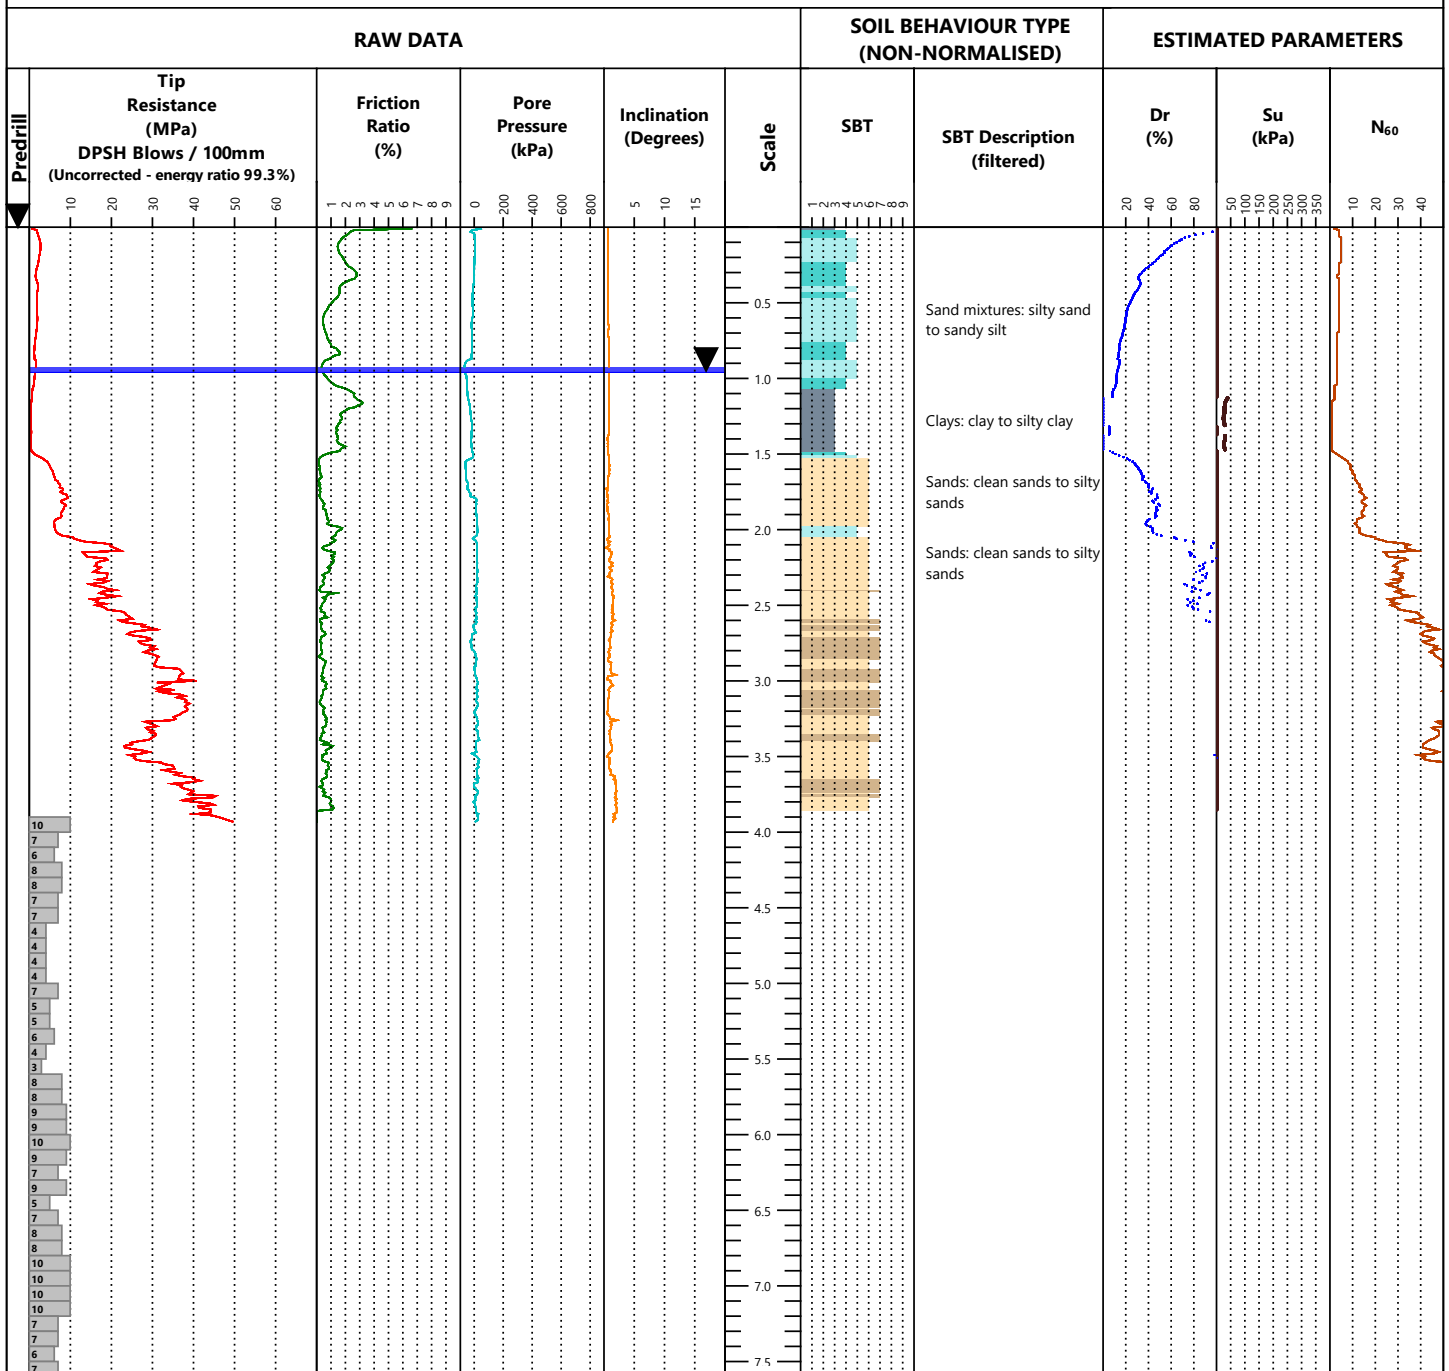 RAW DATA
SOIL BEHAVIOUR TYPE
(NON-NORMALISED)
ESTIMATED PARAMETERS
Predrill
Tip
Resistance
(MPa)
DPSH Blows / 100mm
(Uncorrected - energy ratio 99.3%)
Friction
Ratio
(%)
Pore
Pressure
(kPa)
Inclination
(Degrees)
Scale
SBT
SBT Description
(filtered)
Dr
(%)
Su
(kPa)
N₆₀
10 20 30 40 50 60
1 2 3 4 5 6 7 8 9
0 200 400 600 800
5 10 15
1 2 3 4 5 6 7 8 9
20 40 60 80
50 100 150 200 250 300 350
10 20 30 40
0.5
Sand mixtures: silty sand
to sandy silt
1.0
Clays: clay to silty clay
1.5
Sands: clean sands to silty
sands
2.0
Sands: clean sands to silty
sands
2.5
3.0
3.5
10
4.0
7
6
8
8
7
4.5
7
4
4
4
4
5.0
7
5
5
6
4
5.5
3
8
8
9
9
6.0
10
9
7
9
5
6.5
7
8
8
10
10
7.0
10
10
7
7
6
7.5
7